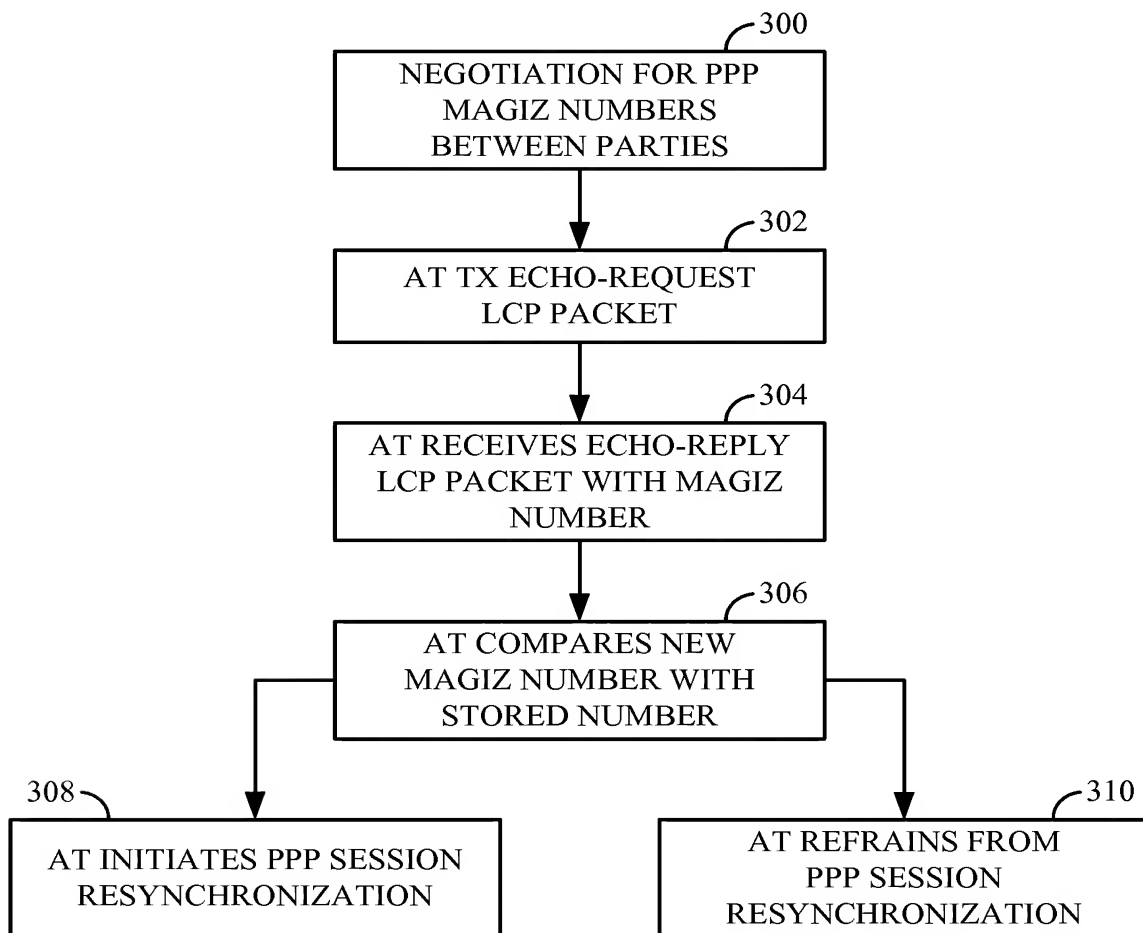 300
NEGOTIATION FOR PPP
MAGIZ NUMBERS
BETWEEN PARTIES
302
AT TX ECHO-REQUEST
LCP PACKET
304
AT RECEIVES ECHO-REPLY
LCP PACKET WITH MAGIZ
NUMBER
306
AT COMPARES NEW
MAGIZ NUMBER WITH
STORED NUMBER
308
AT INITIATES PPP SESSION
RESYNCHRONIZATION
310
AT REFRAINS FROM
PPP SESSION
RESYNCHRONIZATION